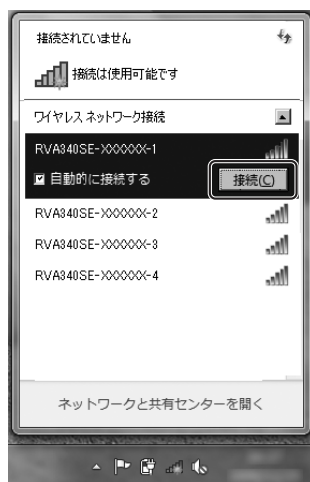 接続されていません
接続は使用可能です
ワイヤレス ネットワーク接続
RVA340SE-XXXXXX-1
自動的に接続する
接続(C)
RVA340SE-XXXXXX-2
RVA340SE-XXXXXX-3
RVA340SE-XXXXXX-4
ネットワークと共有センターを開く